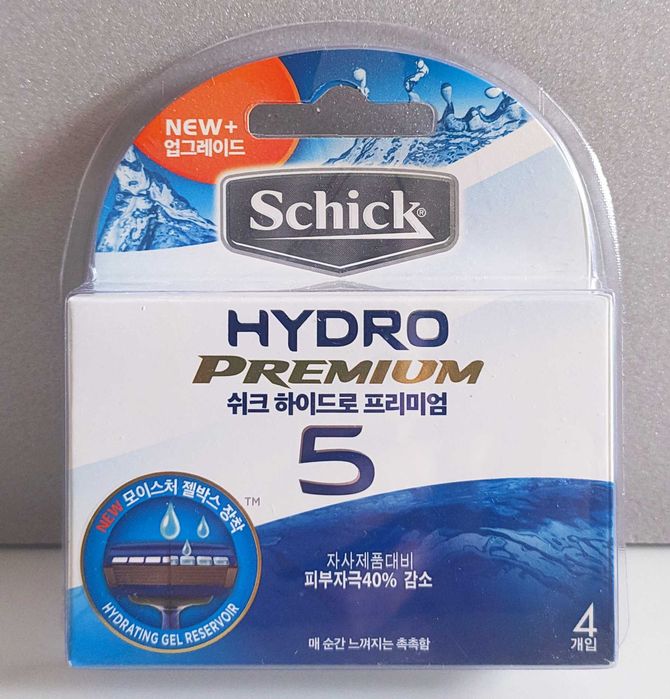 NEW+
업그레이드
Schick®
HYDRO
PREMIUM
쉬크 하이드로 프리미엄
5
NEW 모이스처 젤박스 장착
TM
HYDRATING GEL RESERVOIR
자사제품대비
피부자극40% 감소
매 순간 느껴지는 촉촉함
4
개입